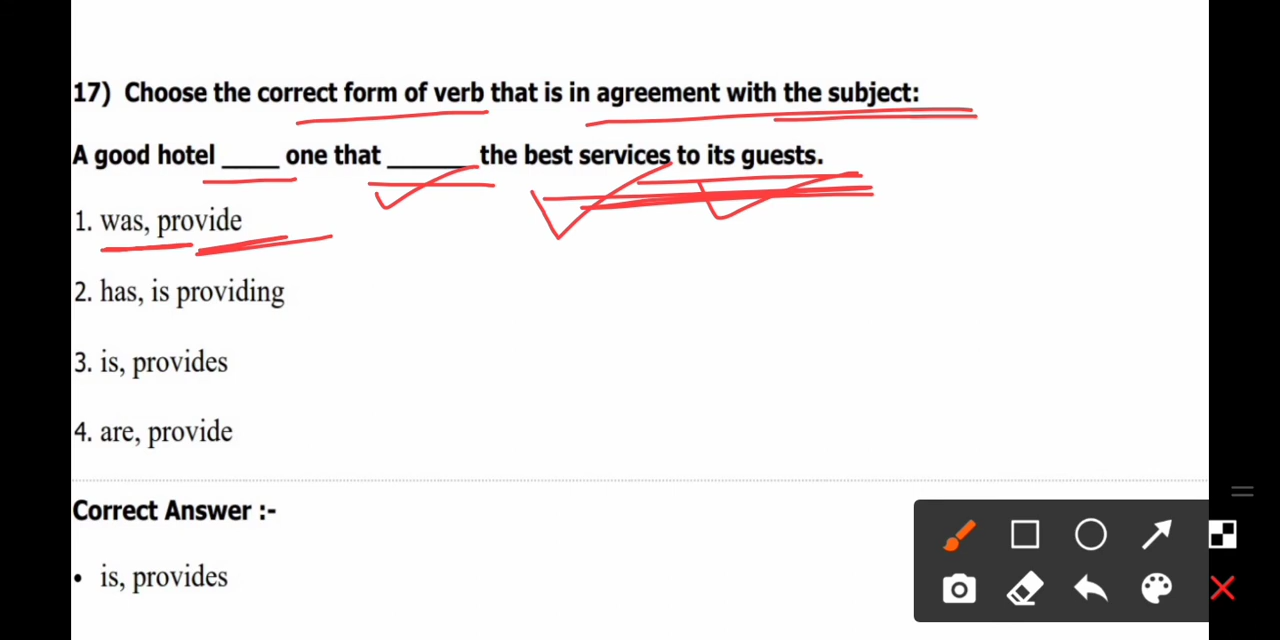 17) Choose the correct form of verb that is in agreement with the subject:
A good hotel ____ one that ______ the best services to its guests.
1. was, provide
2. has, is providing
3. is, provides
4. are, provide
Correct Answer :-
• is, provides